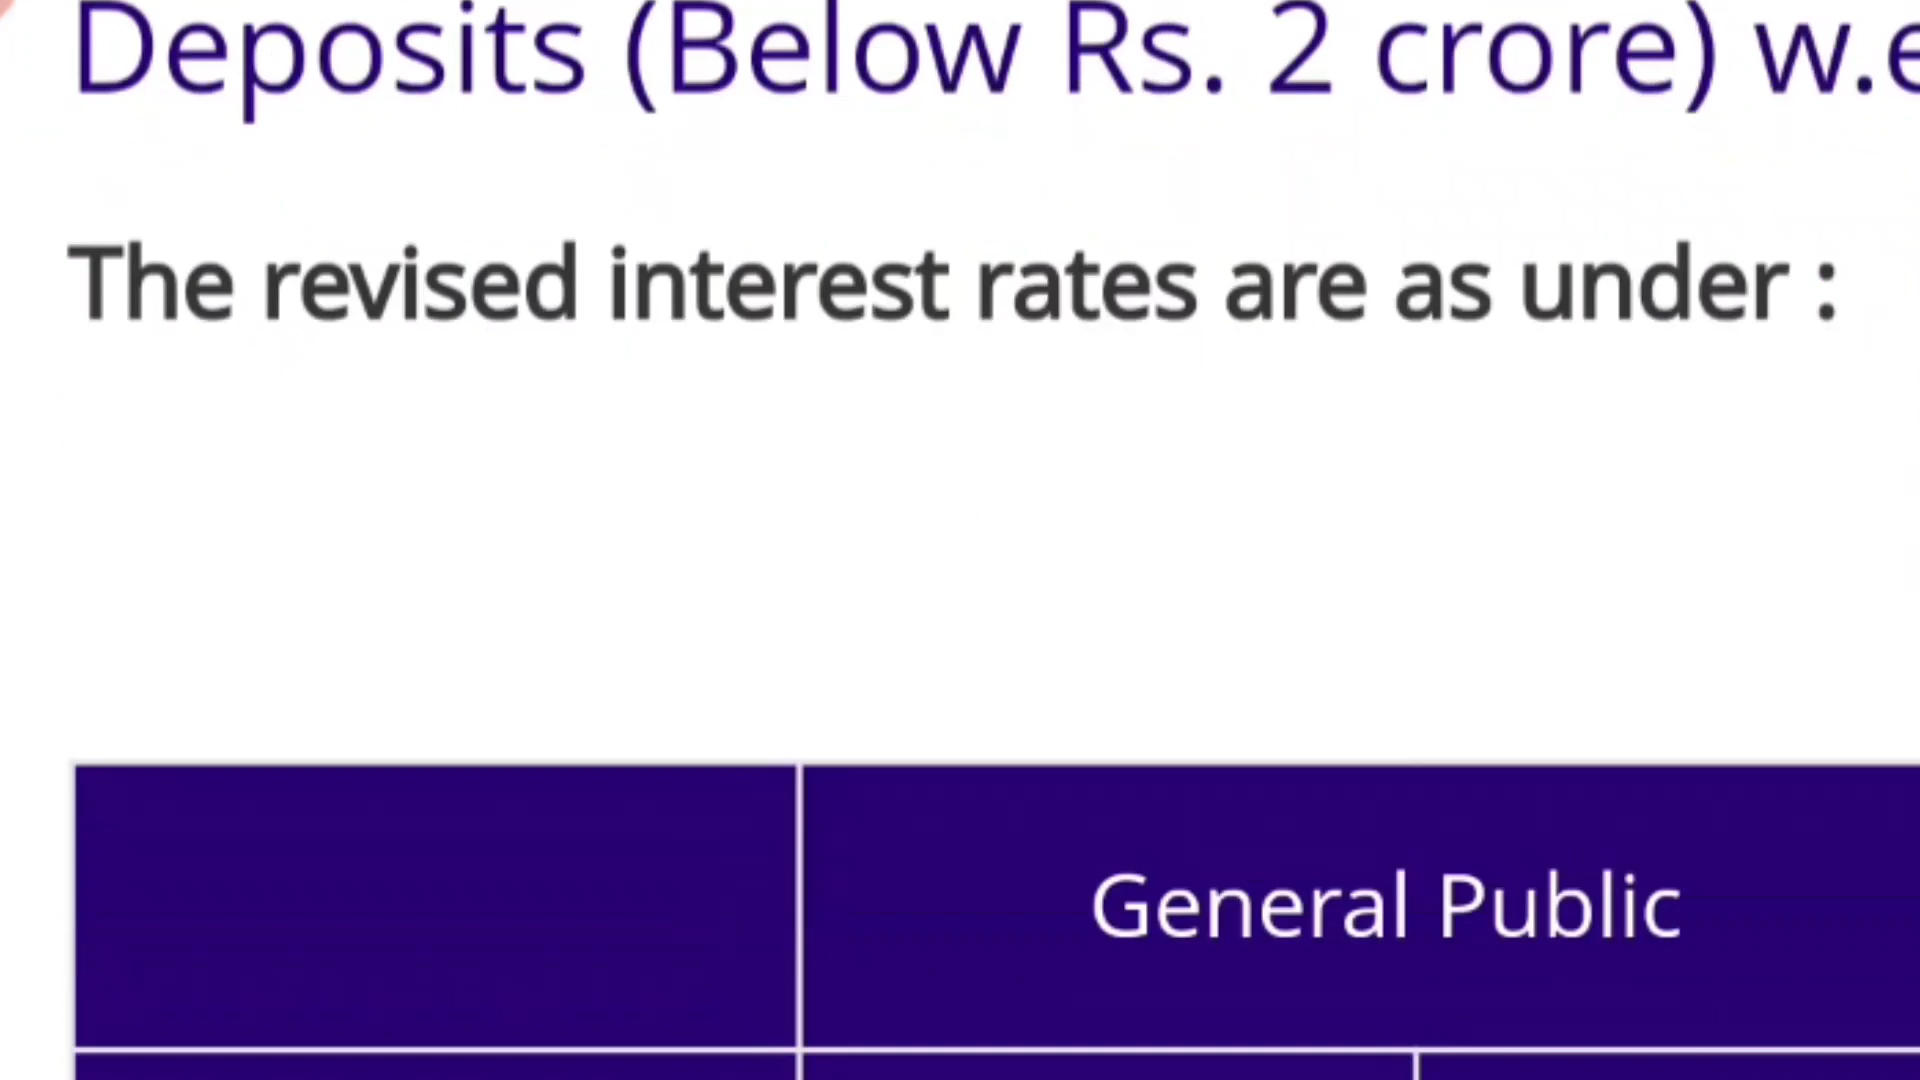 Deposits (Below Rs. 2 crore) w.e
The revised interest rates are as under :
General Public